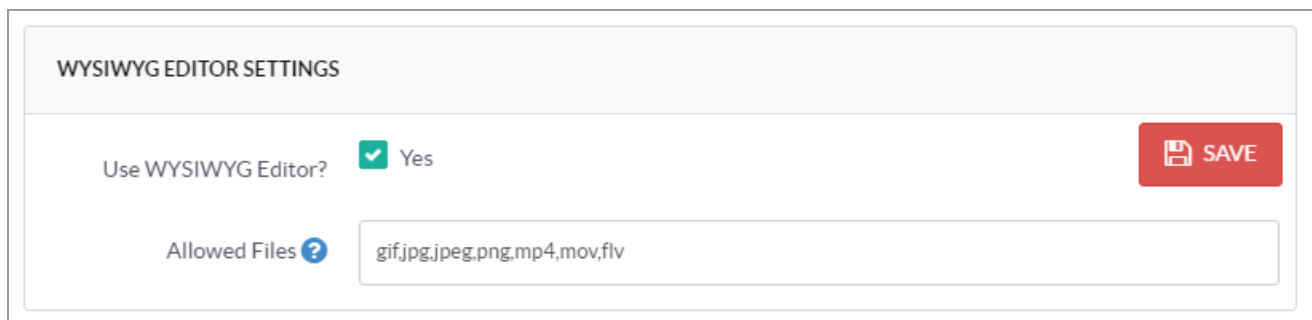 WYSIWYG EDITOR SETTINGS
Use WYSIWYG Editor? Yes
SAVE
Allowed Files ? gif,jpg,jpeg,png,mp4,mov,flv